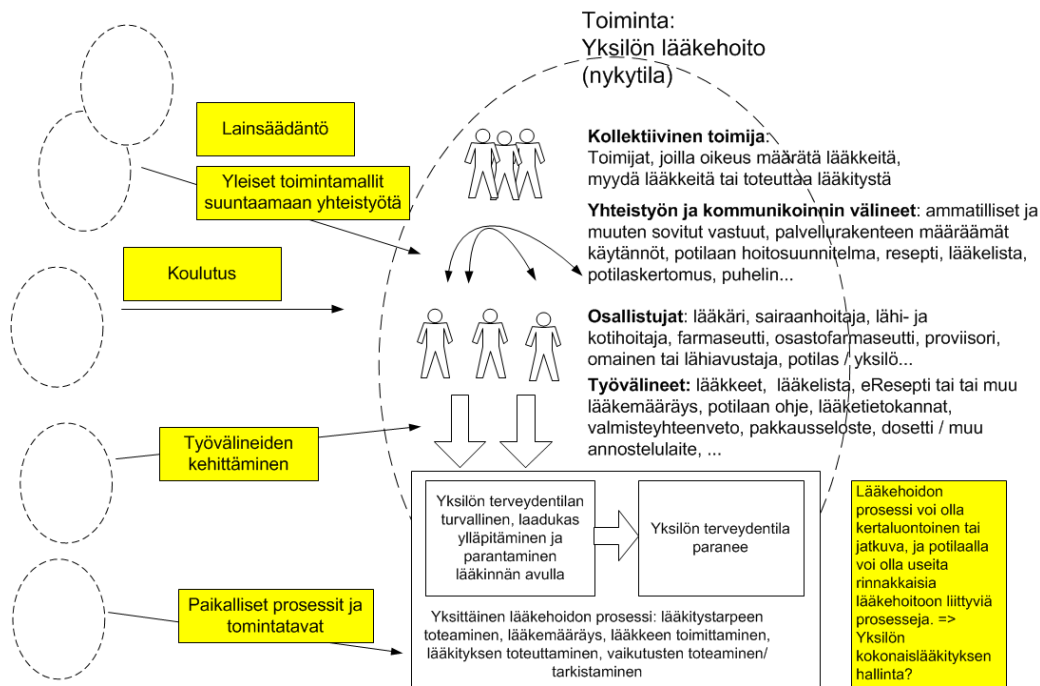 Toiminta:
Yksilön lääkehoito
(nykytila)
Lainsäädäntö
Yleiset toimintamallit
suuntaamaan yhteistyötä
Koulutus
Työvälineiden
kehittäminen
Paikalliset prosessit ja
tomintatavat
Kollektiivinen toimija:
Toimijat, joilla oikeus määrätä lääkkeitä,
myydä lääkkeitä tai toteuttaa lääkitystä
Yhteistyön ja kommunikoinnin välineet: ammatilliset ja
muuten sovitut vastuut, palvellurakenteen määräämät
käytännöt, potilaan hoitosuunnitelma, resepti, lääkelista,
potilaskertomus, puhelin...
Osallistujat: lääkäri, sairaanhoitaja, lähi- ja
kotihoitaja, farmaseutti, osastofarmaseutti, proviisori,
omainen tai lähiavustaja, potilas / yksilö...
Työvälineet: lääkkeet, lääkelista, eResepti tai tai muu
lääkemääräys, potilaan ohje, lääketietokannat,
valmisteyhteenveto, pakkausseloste, dosetti / muu
annostelulaite, ...
Yksilön terveydentilan
turvallinen, laadukas
ylläpitäminen ja
parantaminen
lääkinnän avulla
Yksilön terveydentila
paranee
Yksittäinen lääkehoidon prosessi: lääkitystarpeen
toteaminen, lääkemääräys, lääkkeen toimittaminen,
lääkityksen toteuttaminen, vaikutusten toteaminen/
tarkistaminen
Lääkehoidon
prosessi voi olla
kertaluontoinen tai
jatkuva, ja potilaalla
voi olla useita
rinnakkaisia
lääkehoitoon liittyviä
prosesseja. =>
Yksilön
kokonaislääkityksen
hallinta?